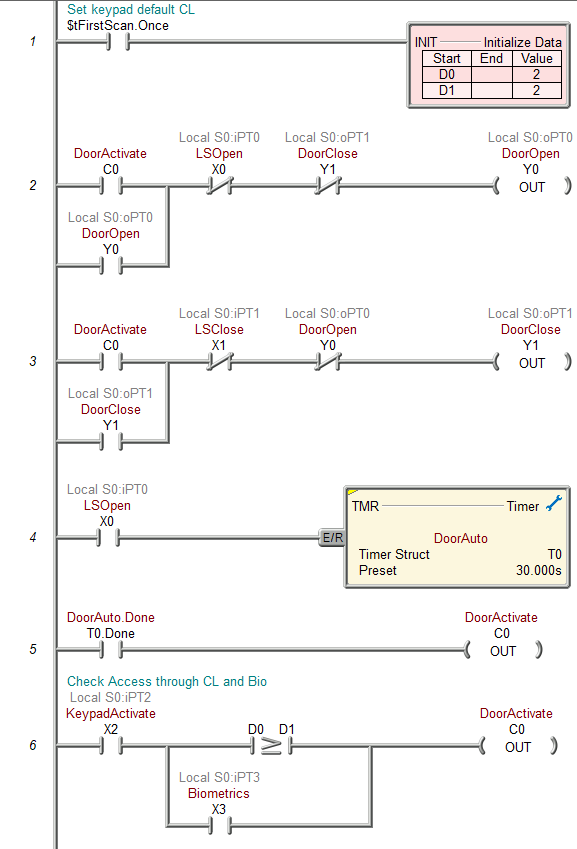 Set keypad default CL
$tFirstScan.Once
1
INIT Initialize Data
Start End Value
D0 2
D1 2
Local S0:iPT0 Local S0:oPT1 Local S0:oPT0
DoorActivate LSOpen DoorClose DoorOpen
C0 X0 Y1 Y0
2 OUT
Local S0:oPT0
DoorOpen
Y0
Local S0:iPT1 Local S0:oPT0 Local S0:oPT1
DoorActivate LSClose DoorOpen DoorClose
C0 X1 Y0 Y1
3 OUT
Local S0:oPT1
DoorClose
Y1
Local S0:iPT0
LSOpen
X0
4
E/R
TMR Timer
DoorAuto
Timer Struct T0
Preset 30.000s
DoorAuto.Done DoorActivate
T0.Done C0
5 OUT
Check Access through CL and Bio
Local S0:iPT2
KeypadActivate DoorActivate
X2 D0 D1 C0
6 ≥ OUT
Local S0:iPT3
Biometrics
X3